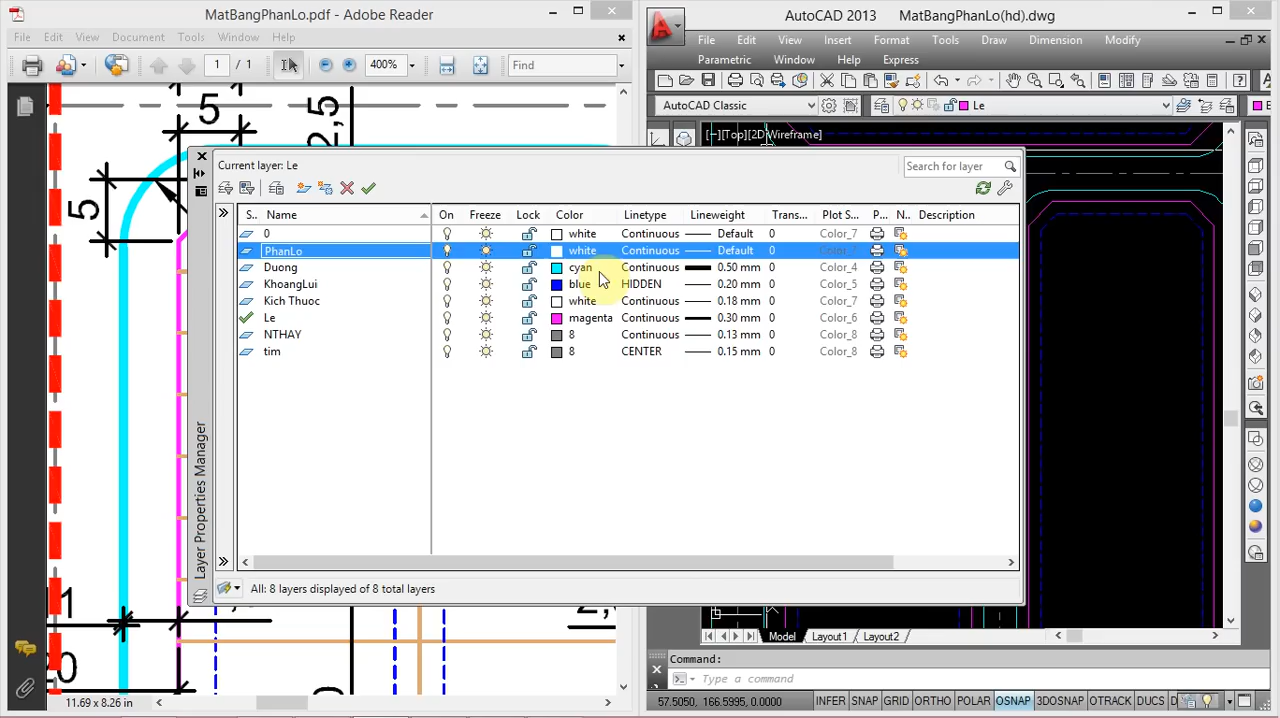 MatBangPhanLo.pdf - Adobe Reader
File Edit View Document Tools Window Help
1 / 1 400% Find
5
2,5
5
11.69 x 8.26 in
AutoCAD 2013 MatBangPhanLo(hd).dwg
File Edit View Insert Format Tools Draw Dimension Modify
Parametric Window Help Express
AutoCAD Classic Le
[−][Top][2D Wireframe]
Current layer: Le
Search for layer
S.. Name On Freeze Lock Color Linetype Lineweight Trans... Plot S... P... N.. Description
0 white Continuous Default 0 Color_7
PhanLo white Continuous Default 0 Color_7
Duong cyan Continuous 0.50 mm 0 Color_4
KhoangLui blue HIDDEN 0.20 mm 0 Color_5
Kich Thuoc white Continuous 0.18 mm 0 Color_7
Le magenta Continuous 0.30 mm 0 Color_6
NTHAY 8 Continuous 0.13 mm 0 Color_8
tim 8 CENTER 0.15 mm 0 Color_8
Layer Properties Manager
All: 8 layers displayed of 8 total layers
Model Layout1 Layout2
Command:
Type a command
57.5050, 166.5995, 0.0000 INFER SNAP GRID ORTHO POLAR OSNAP 3DOSNAP OTRACK DUCS